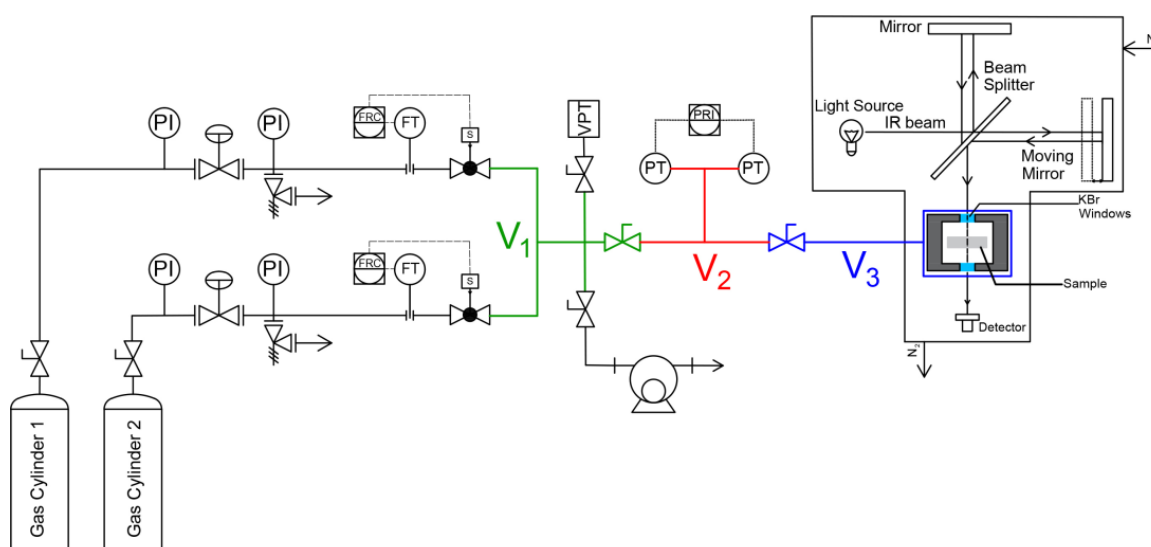 Mirror
N
Beam
Splitter
Light Source
IR beam
Moving
Mirror
KBr
Windows
Sample
Detector
N2
PI
PI
FRC
FT
S
VPT
PRI
PT
PT
V1
V2
V3
PI
PI
FRC
FT
S
Gas Cylinder 1
Gas Cylinder 2